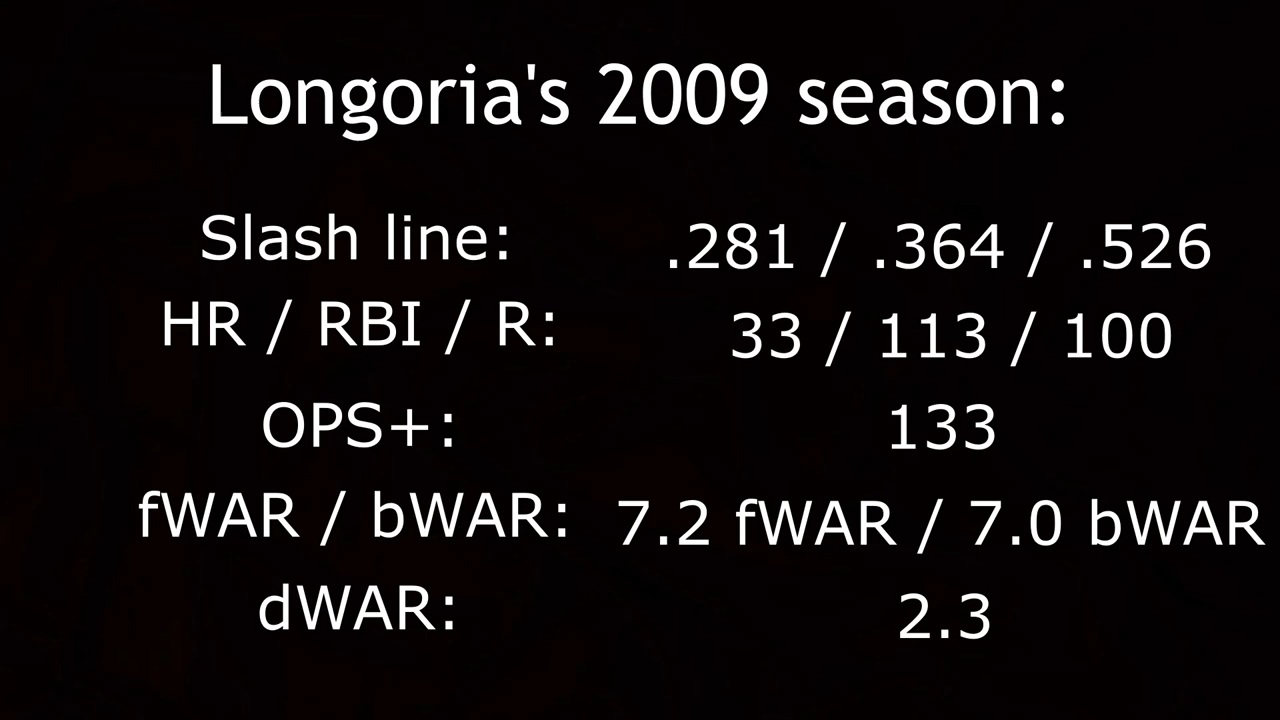 Longoria's 2009 season:
Slash line: .281 / .364 / .526
HR / RBI / R: 33 / 113 / 100
OPS+: 133
fWAR / bWAR: 7.2 fWAR / 7.0 bWAR
dWAR: 2.3